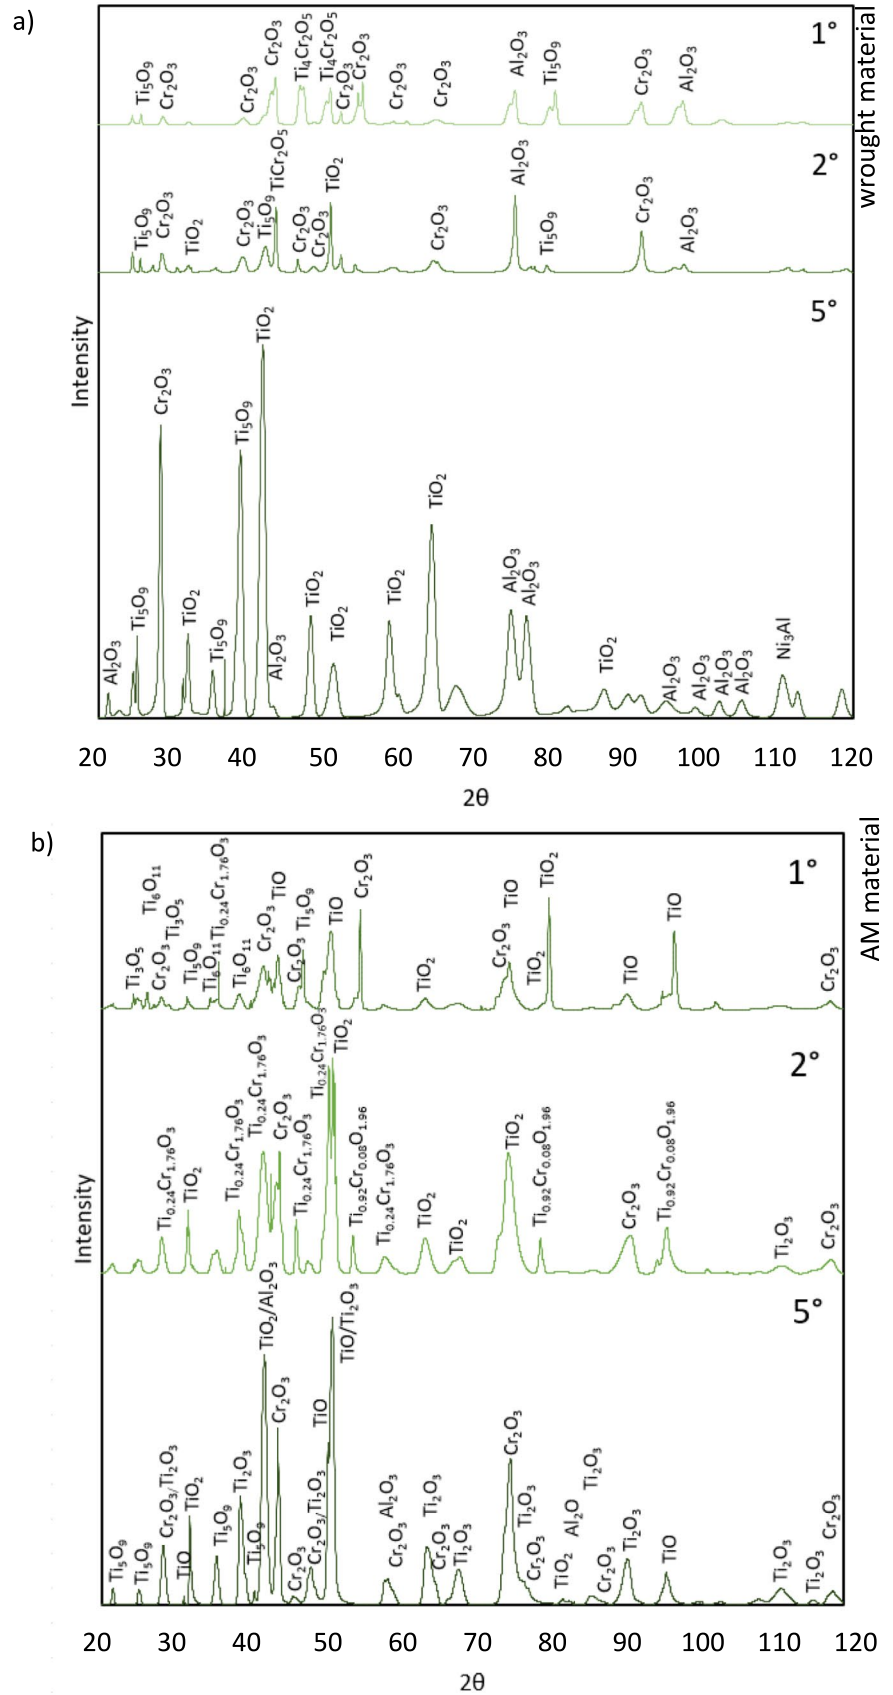 a)
wrought material
1°
Ti₅O₉
Cr₂O₃
Cr₂O₃
Cr₂O₃
Ti₄Cr₂O₅
Ti₄Cr₂O₅
Cr₂O₃
Cr₂O₃
Cr₂O₃
Cr₂O₃
Al₂O₃
Ti₅O₉
Cr₂O₃
Al₂O₃
2°
Ti₅O₉
Cr₂O₃
TiO₂
Cr₂O₃
Ti₅O₉
TiCr₂O₅
Cr₂O₃
Cr₂O₃
TiO₂
Cr₂O₃
Al₂O₃
Ti₅O₉
Cr₂O₃
Al₂O₃
5°
Al₂O₃
Ti₅O₉
Cr₂O₃
TiO₂
Ti₅O₉
Ti₅O₉
TiO₂
Al₂O₃
TiO₂
TiO₂
TiO₂
TiO₂
Al₂O₃
Al₂O₃
TiO₂
Al₂O₃
Al₂O₃
Al₂O₃
Al₂O₃
Ni₃Al
Intensity
20 30 40 50 60 70 80 90 100 110 120
2θ
b)
AM material
1°
Ti₃O₅
Ti₆O₁₁
Cr₂O₃
Ti₃O₅
Ti₅O₉
Ti₆O₁₁
Ti₀.₂₄Cr₁.₇₆O₃
Ti₆O₁₁
Cr₂O₃
TiO
Cr₂O₃
Ti₅O₉
TiO
Cr₂O₃
TiO₂
Cr₂O₃
TiO
TiO₂
TiO₂
TiO
TiO
Cr₂O₃
2°
Ti₀.₂₄Cr₁.₇₆O₃
TiO₂
Ti₀.₂₄Cr₁.₇₆O₃
Ti₀.₂₄Cr₁.₇₆O₃
Cr₂O₃
Ti₀.₂₄Cr₁.₇₆O₃
Ti₀.₂₄Cr₁.₇₆O₃
TiO₂
Ti₀.₉₂Cr₀.₀₈O₁.₉₆
Ti₀.₂₄Cr₁.₇₆O₃
TiO₂
TiO₂
TiO₂
Ti₀.₉₂Cr₀.₀₈O₁.₉₆
Cr₂O₃
Ti₀.₉₂Cr₀.₀₈O₁.₉₆
Ti₂O₃
Cr₂O₃
5°
Ti₅O₉
Ti₅O₉
Cr₂O₃/Ti₂O₃
TiO
TiO₂
Ti₅O₉
Ti₂O₃
Ti₅O₉
TiO₂/Al₂O₃
Cr₂O₃
Cr₂O₃
Cr₂O₃/Ti₂O₃
TiO
TiO/Ti₂O₃
Al₂O₃
Cr₂O₃
Ti₂O₃
Cr₂O₃
Ti₂O₃
Cr₂O₃
Ti₂O₃
Cr₂O₃
TiO₂
Al₂O
Ti₂O₃
Cr₂O₃
Ti₂O₃
TiO
Ti₂O₃
Ti₂O₃
Cr₂O₃
Intensity
20 30 40 50 60 70 80 90 100 110 120
2θ